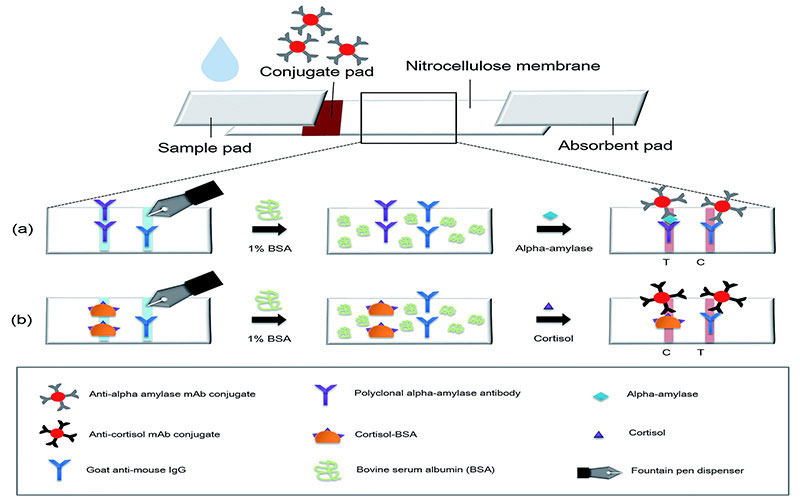 Conjugate pad
Nitrocellulose membrane
Sample pad
Absorbent pad
(a)
1% BSA
Alpha-amylase
T C
(b)
1% BSA
Cortisol
C T
Anti-alpha amylase mAb conjugate
Polyclonal alpha-amylase antibody
Alpha-amylase
Anti-cortisol mAb conjugate
Cortisol-BSA
Cortisol
Goat anti-mouse IgG
Bovine serum albumin (BSA)
Fountain pen dispenser